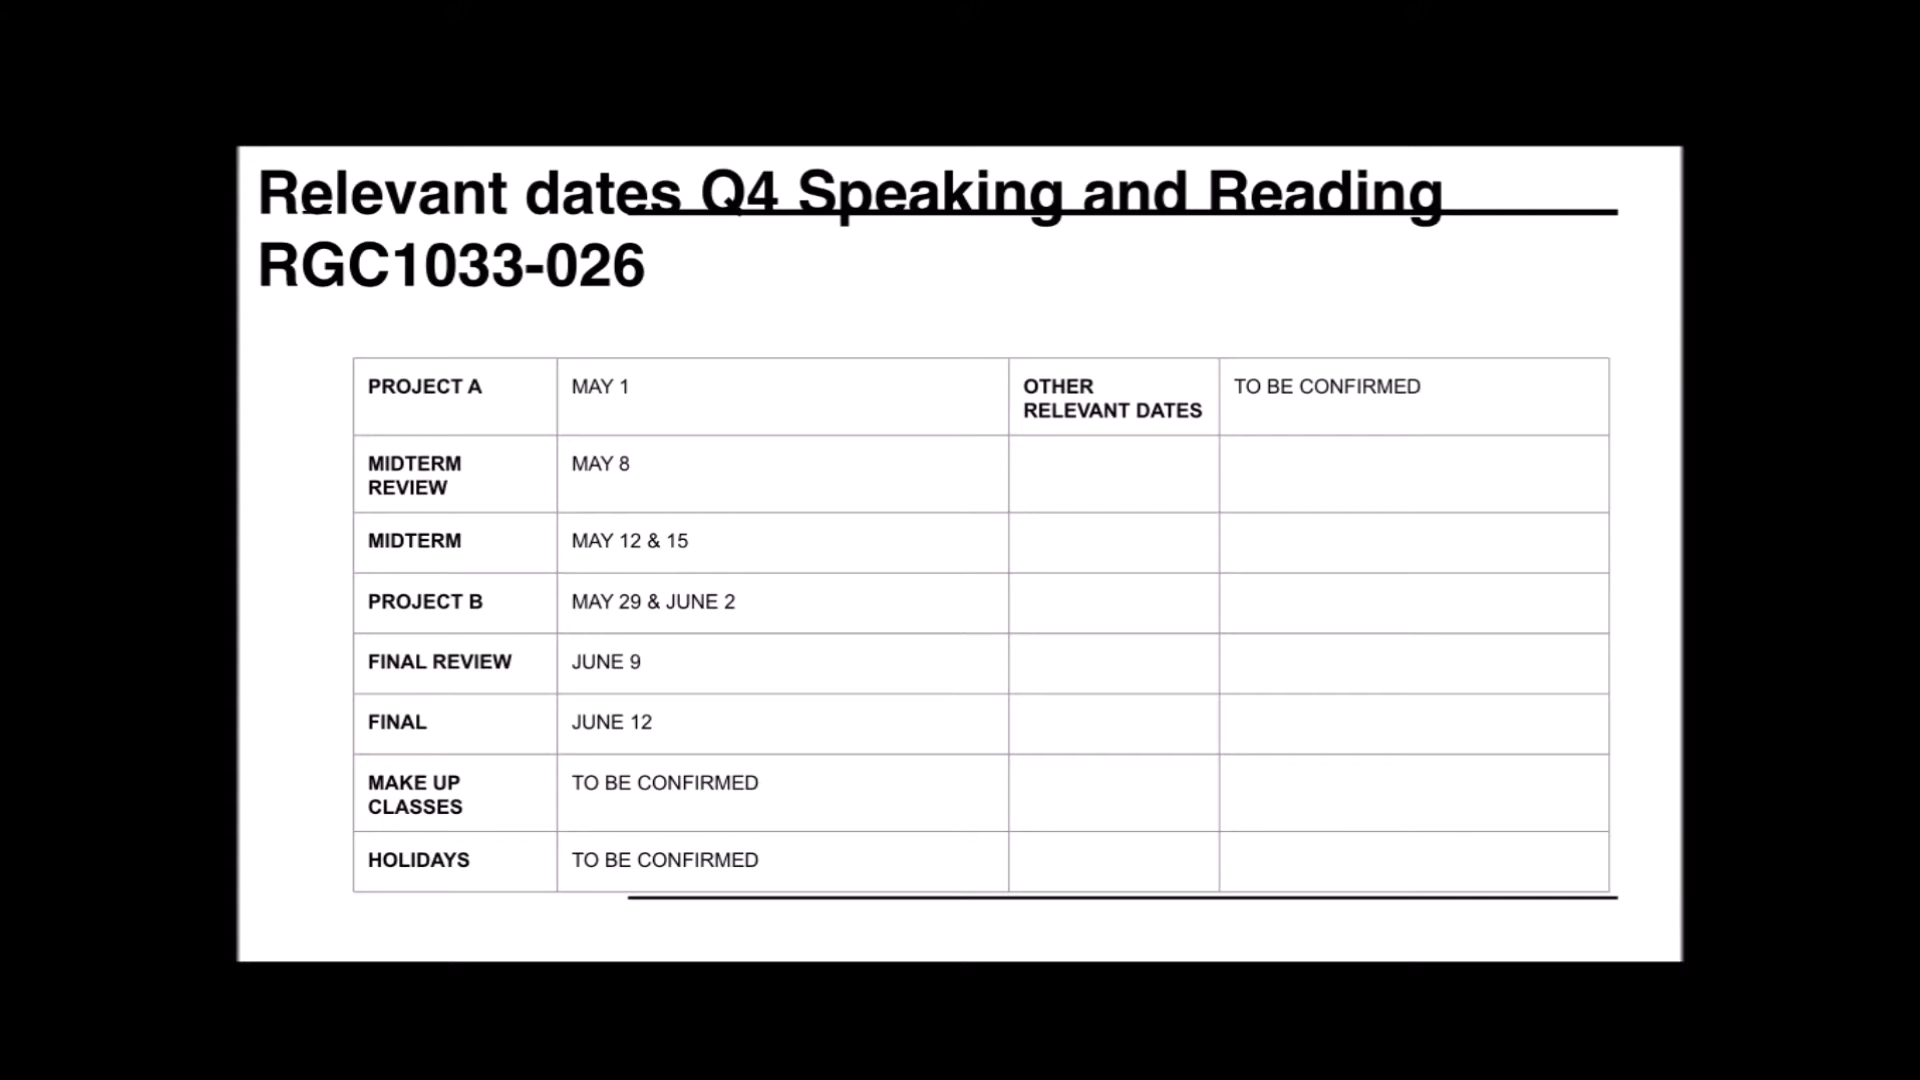 Relevant dates Q4 Speaking and Reading
RGC1033-026
PROJECT A MAY 1 OTHER RELEVANT DATES TO BE CONFIRMED
MIDTERM REVIEW MAY 8
MIDTERM MAY 12 & 15
PROJECT B MAY 29 & JUNE 2
FINAL REVIEW JUNE 9
FINAL JUNE 12
MAKE UP CLASSES TO BE CONFIRMED
HOLIDAYS TO BE CONFIRMED